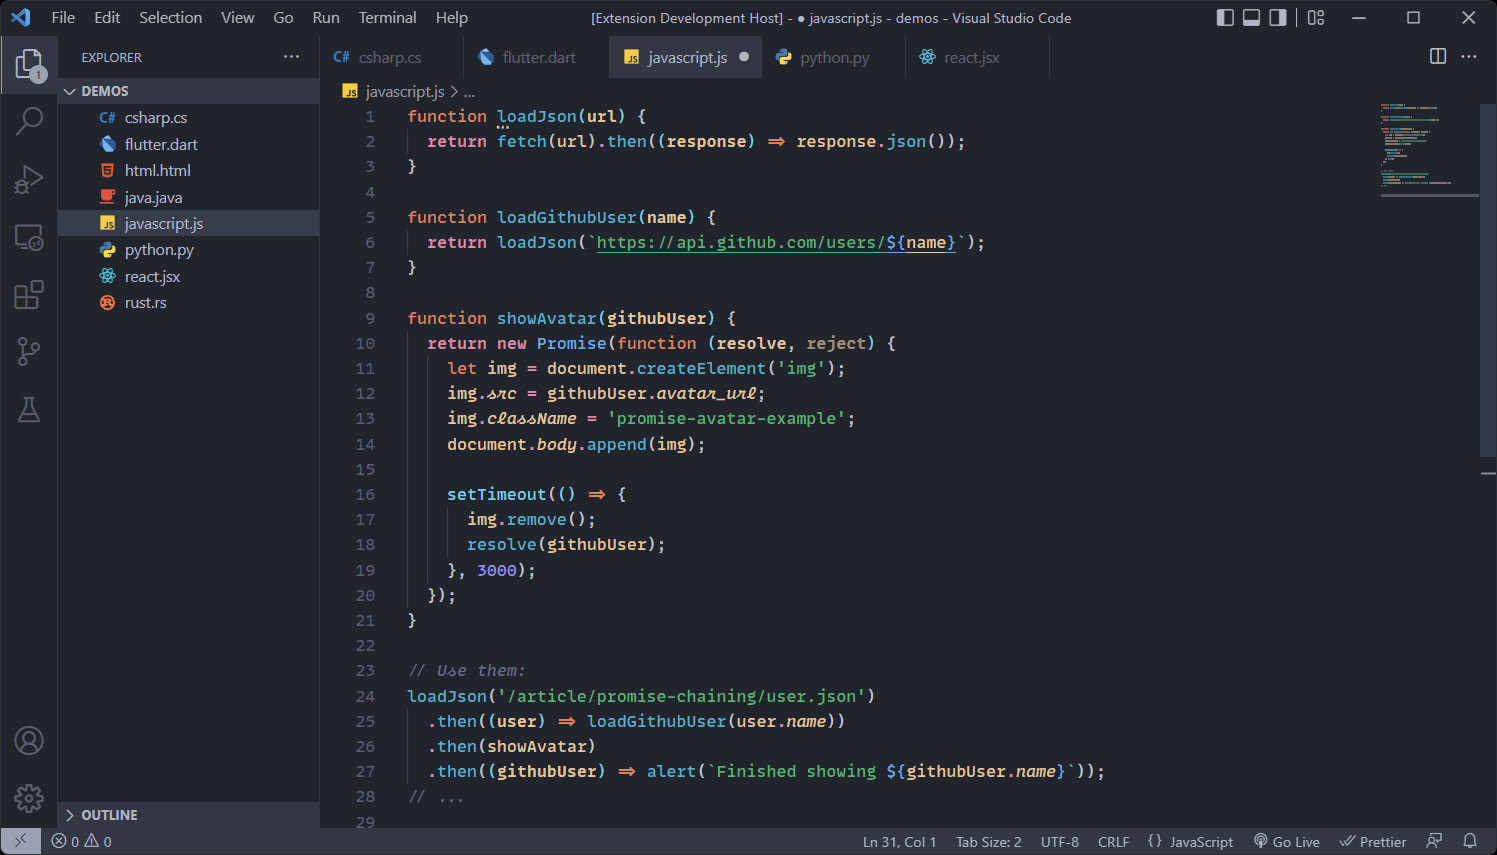 File Edit Selection View Go Run Terminal Help [Extension Development Host] - ● javascript.js - demos - Visual Studio Code
EXPLORER ···
1
DEMOS
C# csharp.cs
flutter.dart
html.html
java.java
JS javascript.js
python.py
react.jsx
rust.rs
OUTLINE
C# csharp.cs flutter.dart JS javascript.js ● python.py react.jsx ···
JS javascript.js > ...
1 function loadJson(url) {
2 return fetch(url).then((response) => response.json());
3 }
4
5 function loadGithubUser(name) {
6 return loadJson(`https://api.github.com/users/${name}`);
7 }
8
9 function showAvatar(githubUser) {
10 return new Promise(function (resolve, reject) {
11 let img = document.createElement('img');
12 img.src = githubUser.avatar_url;
13 img.className = 'promise-avatar-example';
14 document.body.append(img);
15
16 setTimeout(() => {
17 img.remove();
18 resolve(githubUser);
19 }, 3000);
20 });
21 }
22
23 // Use them:
24 loadJson('/article/promise-chaining/user.json')
25 .then((user) => loadGithubUser(user.name))
26 .then(showAvatar)
27 .then((githubUser) => alert(`Finished showing ${githubUser.name}`));
28 // ...
29
0 0 Ln 31, Col 1 Tab Size: 2 UTF-8 CRLF {} JavaScript Go Live Prettier